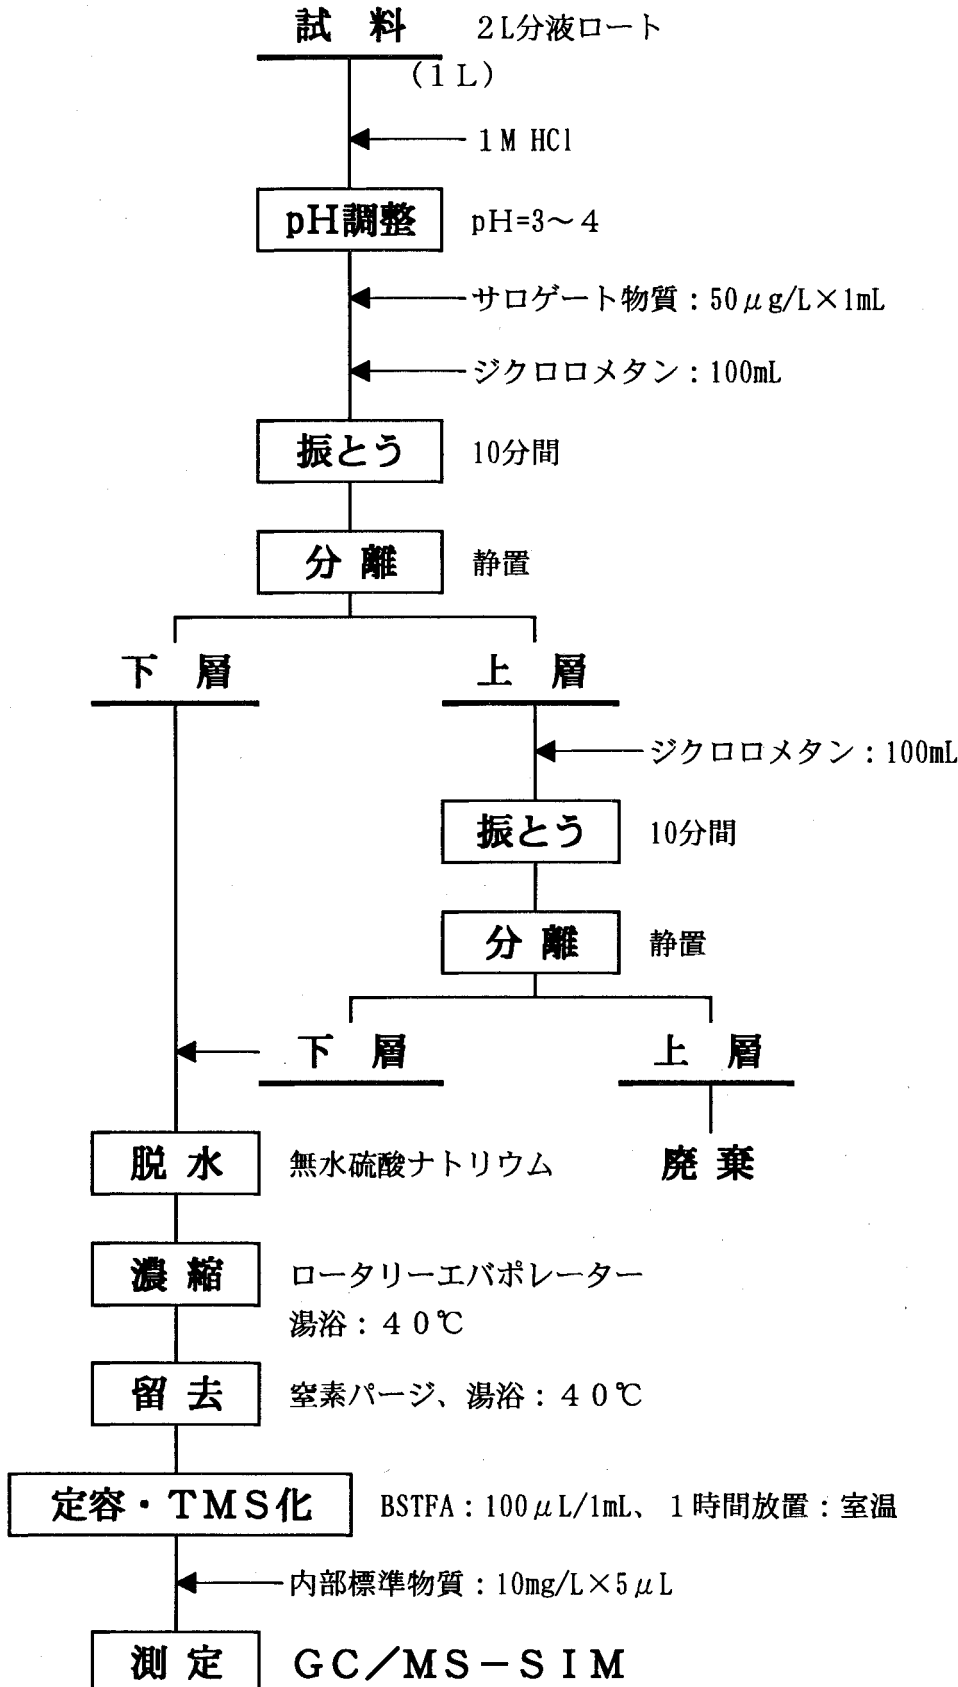 試 料 2L分液ロート
(1L)
1M HCl
pH調整 pH=3～4
サロゲート物質：50μg/L×1mL
ジクロロメタン：100mL
振とう 10分間
分 離 静置
下 層 上 層
ジクロロメタン：100mL
振とう 10分間
分 離 静置
下 層 上 層
脱 水 無水硫酸ナトリウム 廃 棄
濃 縮 ロータリーエバポレーター
湯浴：４０℃
留 去 窒素パージ、湯浴：４０℃
定容・ＴＭＳ化 BSTFA：100μL/1mL、１時間放置：室温
内部標準物質：10mg/L×5μL
測 定 ＧＣ／ＭＳ－ＳＩＭ